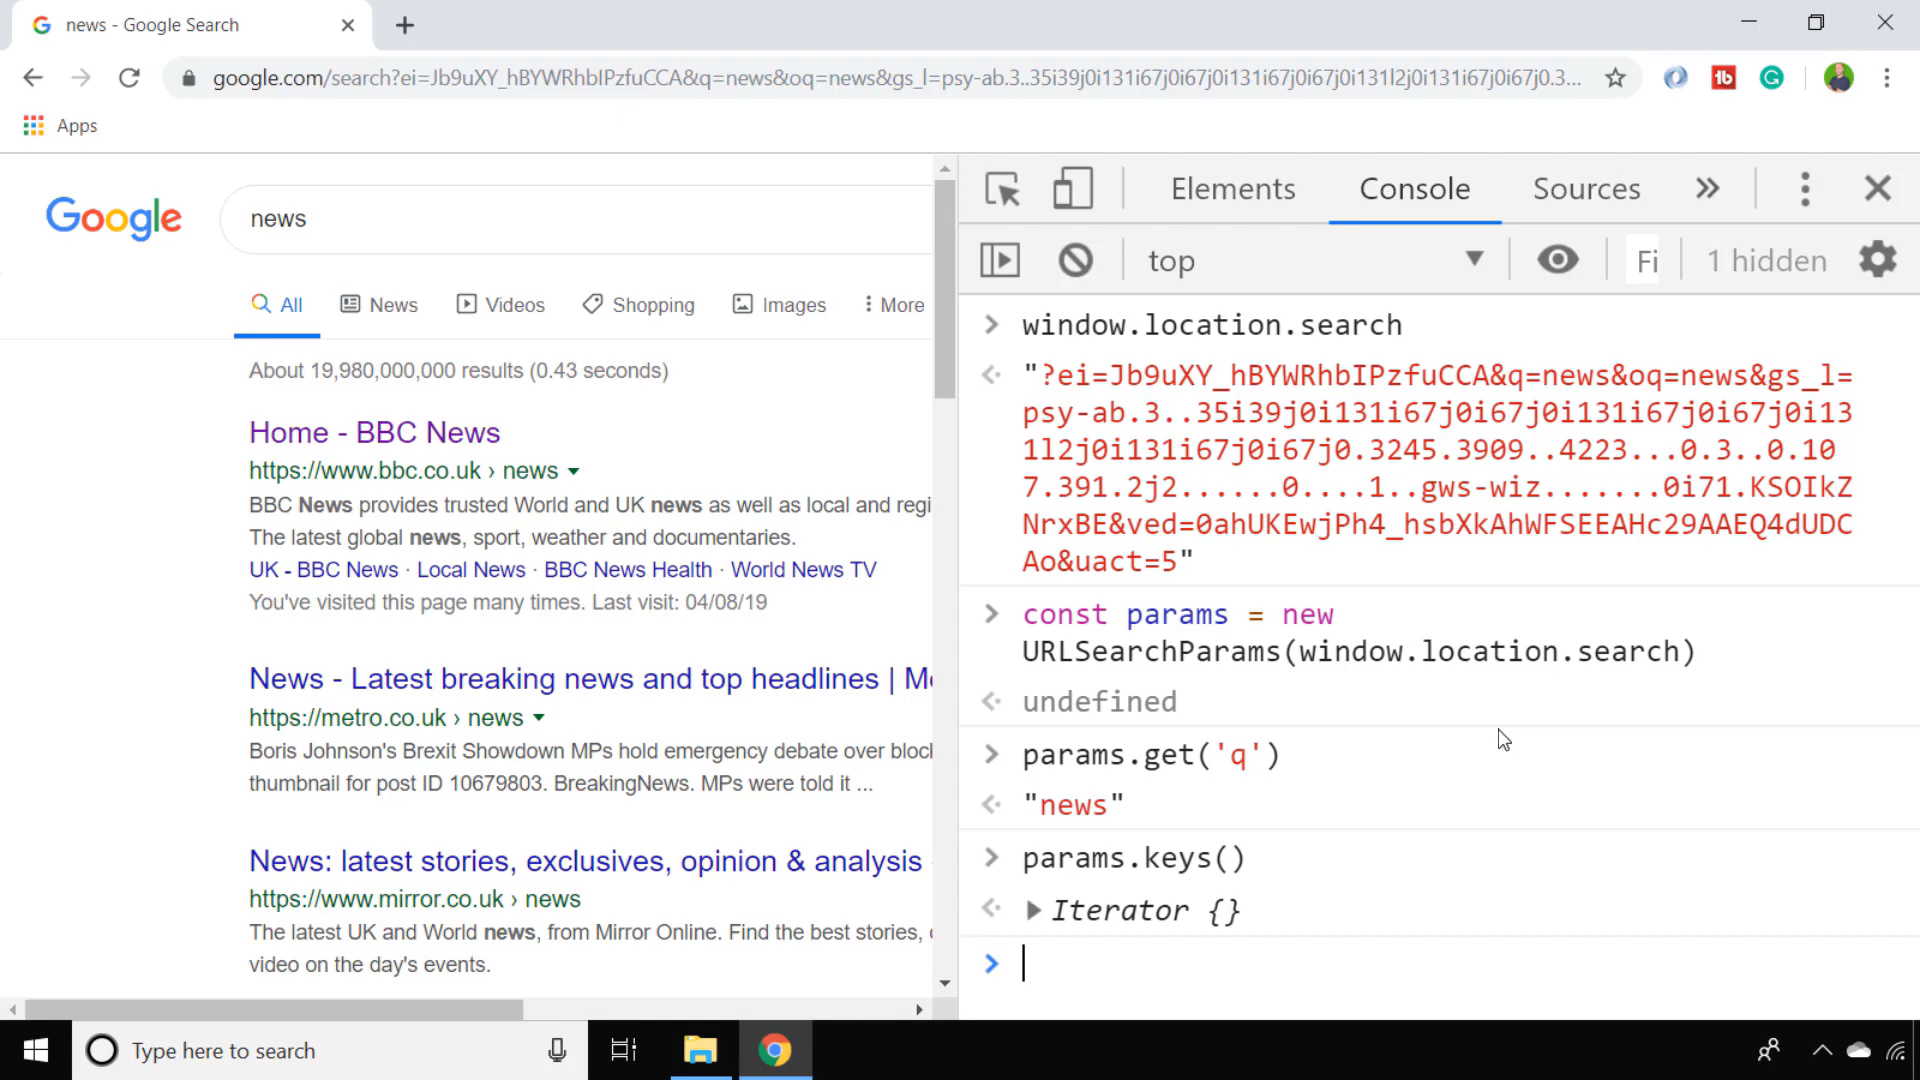 news - Google Search
google.com/search?ei=Jb9uXY_hBYWRhbIPzfuCCA&q=news&oq=news&gs_l=psy-ab.3..35i39j0i131i67j0i67j0i131i67j0i67j0i131l2j0i131i67j0i67j0.3...
Apps
Google
news
All News Videos Shopping Images More
About 19,980,000,000 results (0.43 seconds)
Home - BBC News
https://www.bbc.co.uk › news
BBC News provides trusted World and UK news as well as local and regi
The latest global news, sport, weather and documentaries.
UK - BBC News · Local News · BBC News Health · World News TV
You've visited this page many times. Last visit: 04/08/19
News - Latest breaking news and top headlines | Me
https://metro.co.uk › news
Boris Johnson's Brexit Showdown MPs hold emergency debate over bloc
thumbnail for post ID 10679803. BreakingNews. MPs were told it ...
News: latest stories, exclusives, opinion & analysis
https://www.mirror.co.uk › news
The latest UK and World news, from Mirror Online. Find the best stories,
video on the day's events.
Elements Console Sources
top Fi 1 hidden
window.location.search
"?ei=Jb9uXY_hBYWRhbIPzfuCCA&q=news&oq=news&gs_l=
psy-ab.3..35i39j0i131i67j0i67j0i131i67j0i67j0i13
1l2j0i131i67j0i67j0.3245.3909..4223...0.3..0.10
7.391.2j2......0....1..gws-wiz.......0i71.KSOIkZ
NrxBE&ved=0ahUKEwjPh4_hsbXkAhWFSEEAHc29AAEQ4dUDC
Ao&uact=5"
const params = new
URLSearchParams(window.location.search)
undefined
params.get('q')
"news"
params.keys()
Iterator {}
Type here to search